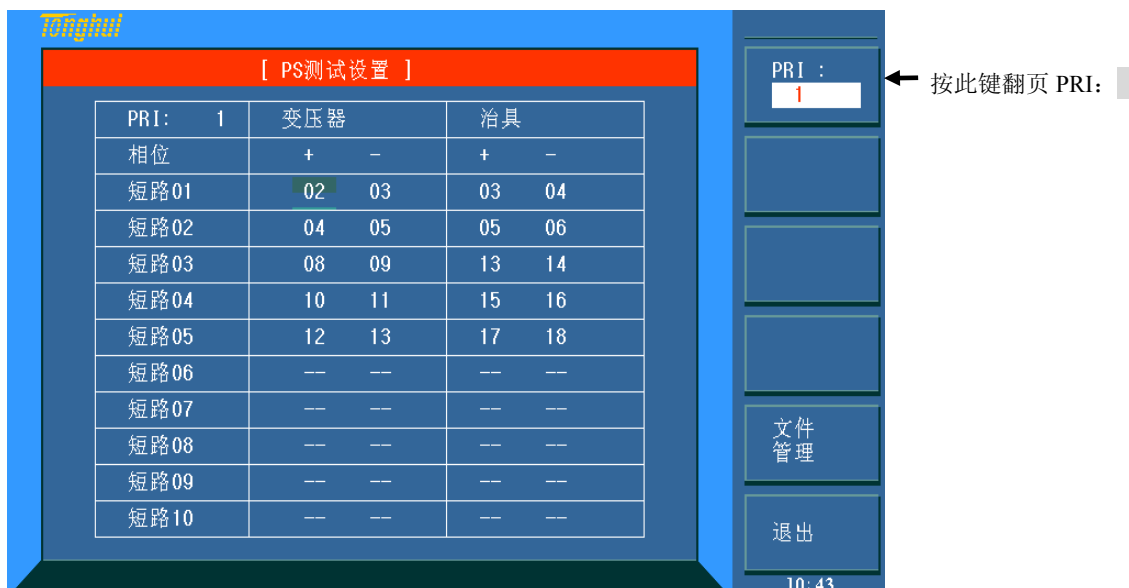 Tonghui
[ PS测试设置 ]
PRI: 1 变压器 治具
相位 + - + -
短路01 02 03 03 04
短路02 04 05 05 06
短路03 08 09 13 14
短路04 10 11 15 16
短路05 12 13 17 18
短路06 -- -- -- --
短路07 -- -- -- --
短路08 -- -- -- --
短路09 -- -- -- --
短路10 -- -- -- --
PRI :
1
文件
管理
退出
10:43
按此键翻页 PRI：